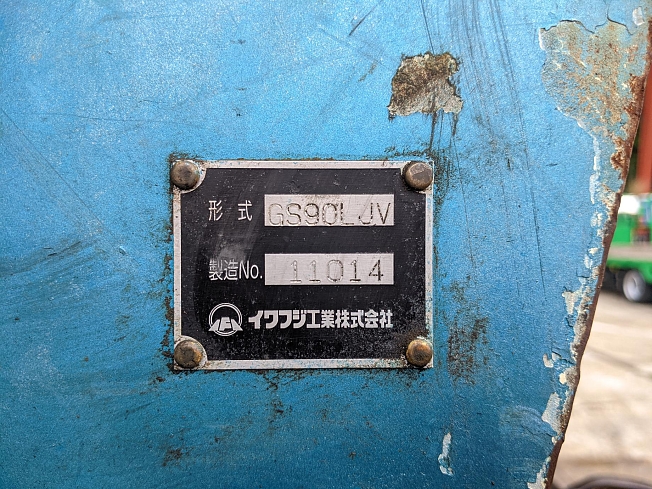 形式 GS90LJV
製造No. 11014
イワフジ工業株式会社